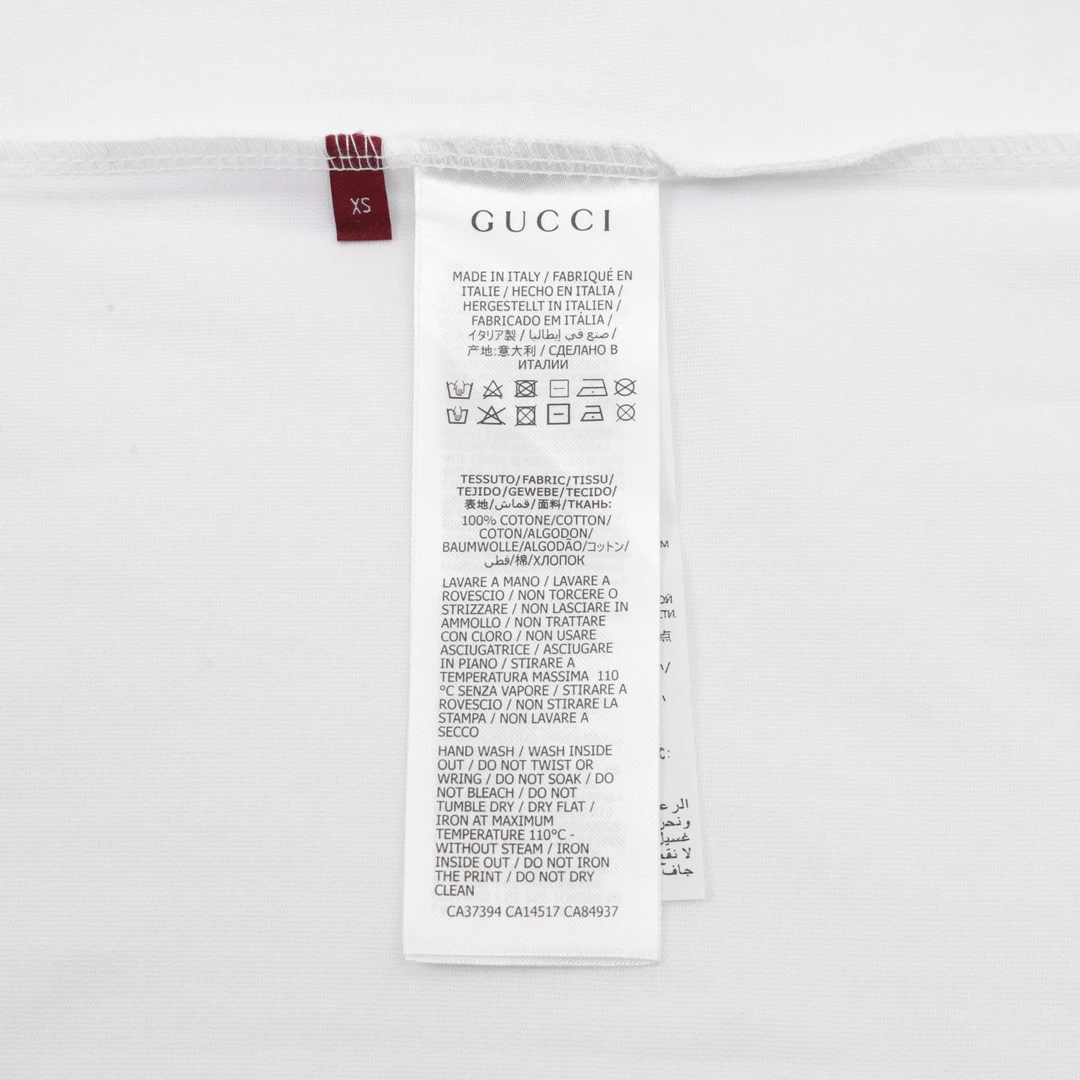 XS
GUCCI
MADE IN ITALY / FABRIQUÉ EN
ITALIE / HECHO EN ITALIA /
HERGESTELLT IN ITALIEN /
FABRICADO EM ITÁLIA /
イタリア製 / صنع في إيطاليا /
产地:意大利 / СДЕЛАНО В
ИТАЛИИ
TESSUTO/FABRIC/TISSU/
TEJIDO/GEWEBE/TECIDO/
表地/قماش/面料/ТКАНЬ:
100% COTONE/COTTON/
COTON/ALGODON/
BAUMWOLLE/ALGODÃO/コットン/
قطن/棉/ХЛОПОК
LAVARE A MANO / LAVARE A
ROVESCIO / NON TORCERE O
STRIZZARE / NON LASCIARE IN
AMMOLLO / NON TRATTARE
CON CLORO / NON USARE
ASCIUGATRICE / ASCIUGARE
IN PIANO / STIRARE A
TEMPERATURA MASSIMA 110
°C SENZA VAPORE / STIRARE A
ROVESCIO / NON STIRARE LA
STAMPA / NON LAVARE A
SECCO
HAND WASH / WASH INSIDE
OUT / DO NOT TWIST OR
WRING / DO NOT SOAK / DO
NOT BLEACH / DO NOT
TUMBLE DRY / DRY FLAT /
IRON AT MAXIMUM
TEMPERATURE 110°C -
WITHOUT STEAM / IRON
INSIDE OUT / DO NOT IRON
THE PRINT / DO NOT DRY
CLEAN
CA37394 CA14517 CA84937